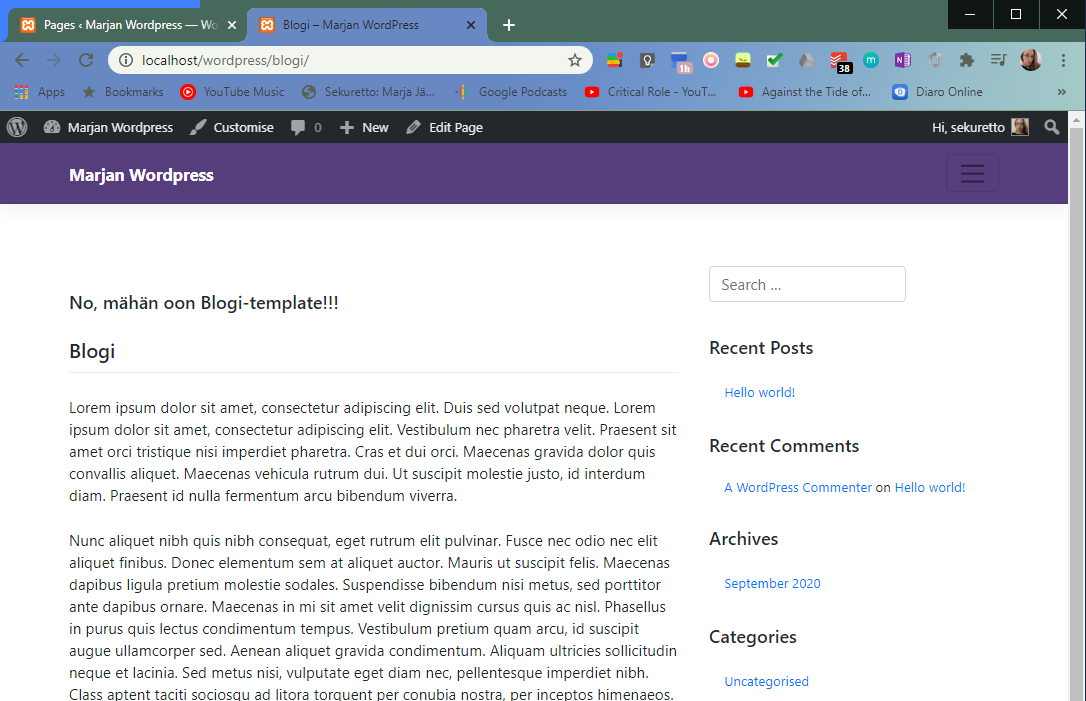 Pages ‹ Marjan Wordpress — Wo
Blogi – Marjan WordPress
localhost/wordpress/blogi/
1h
38
m
N
Apps
Bookmarks
YouTube Music
Sekuretto: Marja Jä...
Google Podcasts
Critical Role - YouT...
Against the Tide of...
Diaro Online
»
Marjan Wordpress
Customise
0
New
Edit Page
Hi, sekuretto
Marjan Wordpress
No, mähän oon Blogi-template!!!
Blogi
Lorem ipsum dolor sit amet, consectetur adipiscing elit. Duis sed volutpat neque. Lorem
ipsum dolor sit amet, consectetur adipiscing elit. Vestibulum nec pharetra velit. Praesent sit
amet orci tristique nisi imperdiet pharetra. Cras et dui orci. Maecenas gravida dolor quis
convallis aliquet. Maecenas vehicula rutrum dui. Ut suscipit molestie justo, id interdum
diam. Praesent id nulla fermentum arcu bibendum viverra.
Nunc aliquet nibh quis nibh consequat, eget rutrum elit pulvinar. Fusce nec odio nec elit
aliquet finibus. Donec elementum sem at aliquet auctor. Mauris ut suscipit felis. Maecenas
dapibus ligula pretium molestie sodales. Suspendisse bibendum nisi metus, sed porttitor
ante dapibus ornare. Maecenas in mi sit amet velit dignissim cursus quis ac nisl. Phasellus
in purus quis lectus condimentum tempus. Vestibulum pretium quam arcu, id suscipit
augue ullamcorper sed. Aenean aliquet gravida condimentum. Aliquam ultricies sollicitudin
neque et lacinia. Sed metus nisi, vulputate eget diam nec, pellentesque imperdiet nibh.
Class aptent taciti sociosqu ad litora torquent per conubia nostra, per inceptos himenaeos.
Search ...
Recent Posts
Hello world!
Recent Comments
A WordPress Commenter on Hello world!
Archives
September 2020
Categories
Uncategorised